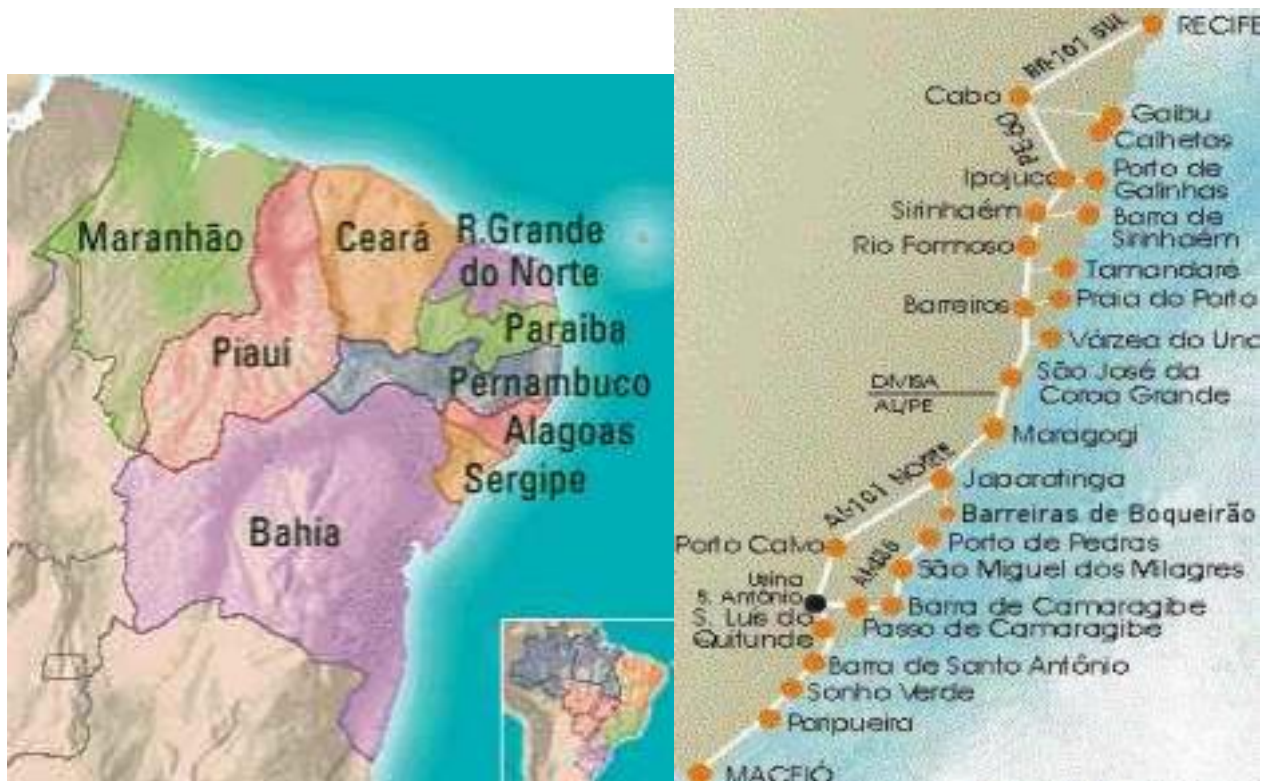 Maranhão
Ceará
R.Grande
do Norte
Paraíba
Piauí
Pernambuco
Alagoas
Sergipe
Bahia
RECIFE
BR-101 SUL
Cabo
Gaibu
Calhetas
PE-60
Ipojuca
Porto de
Galinhas
Sirinhaém
Barra de
Sirinhaém
Rio Formoso
Tamandaré
Barreiros
Praia do Porto
Várzea do Una
São José da
Coroa Grande
DIVISA
AL/PE
Maragogi
AL-101 NORTE
Japaratinga
Barreiras de Boqueirão
Porto Calvo
Porto de Pedras
São Miguel dos Milagres
Usina
S. Antônio
Barra de Camaragibe
S. Luis do
Quitunde
Passo de Camaragibe
Barra de Santo Antônio
Sonho Verde
Paripueira
MACEIÓ